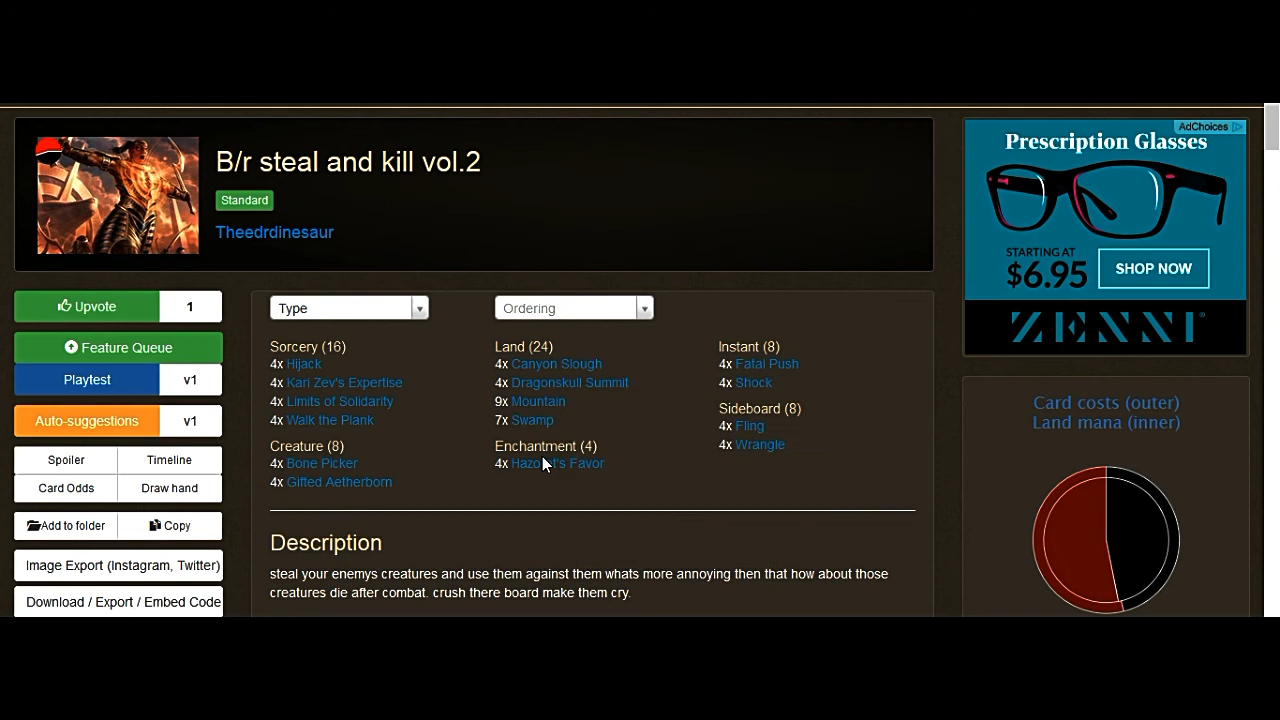 B/r steal and kill vol.2
Standard
Theedrdinesaur
Upvote 1
Feature Queue
Playtest v1
Auto-suggestions v1
Spoiler Timeline
Card Odds Draw hand
Add to folder Copy
Image Export (Instagram, Twitter)
Download / Export / Embed Code
Type
Ordering
Sorcery (16)
4x Hijack
4x Kari Zev's Expertise
4x Limits of Solidarity
4x Walk the Plank
Creature (8)
4x Bone Picker
4x Gifted Aetherborn
Land (24)
4x Canyon Slough
4x Dragonskull Summit
9x Mountain
7x Swamp
Enchantment (4)
4x Hazoret's Favor
Instant (8)
4x Fatal Push
4x Shock
Sideboard (8)
4x Fling
4x Wrangle
Description
steal your enemys creatures and use them against them whats more annoying then that how about those
creatures die after combat. crush there board make them cry.
AdChoices
Prescription Glasses
STARTING AT
$6.95
SHOP NOW
ZENNI®
Card costs (outer)
Land mana (inner)